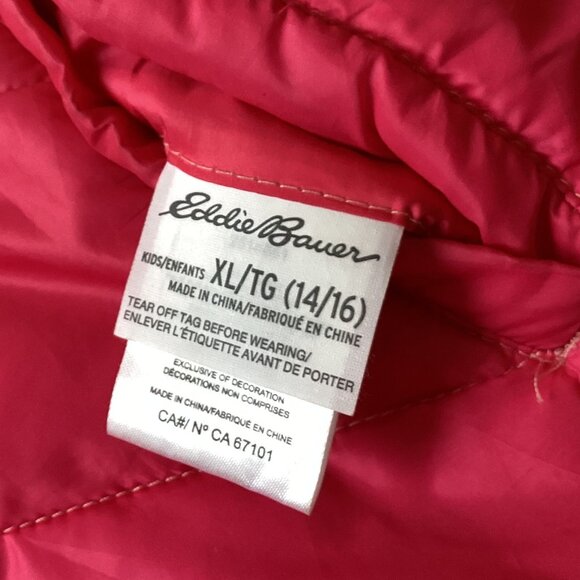 Eddie Bauer
KIDS/ENFANTS XL/TG (14/16)
MADE IN CHINA/FABRIQUÉ EN CHINE
TEAR OFF TAG BEFORE WEARING/
ENLEVER L'ÉTIQUETTE AVANT DE PORTER
EXCLUSIVE OF DECORATION
DÉCORATIONS NON COMPRISES
MADE IN CHINA/FABRIQUÉ EN CHINE
CA#/ Nº CA 67101